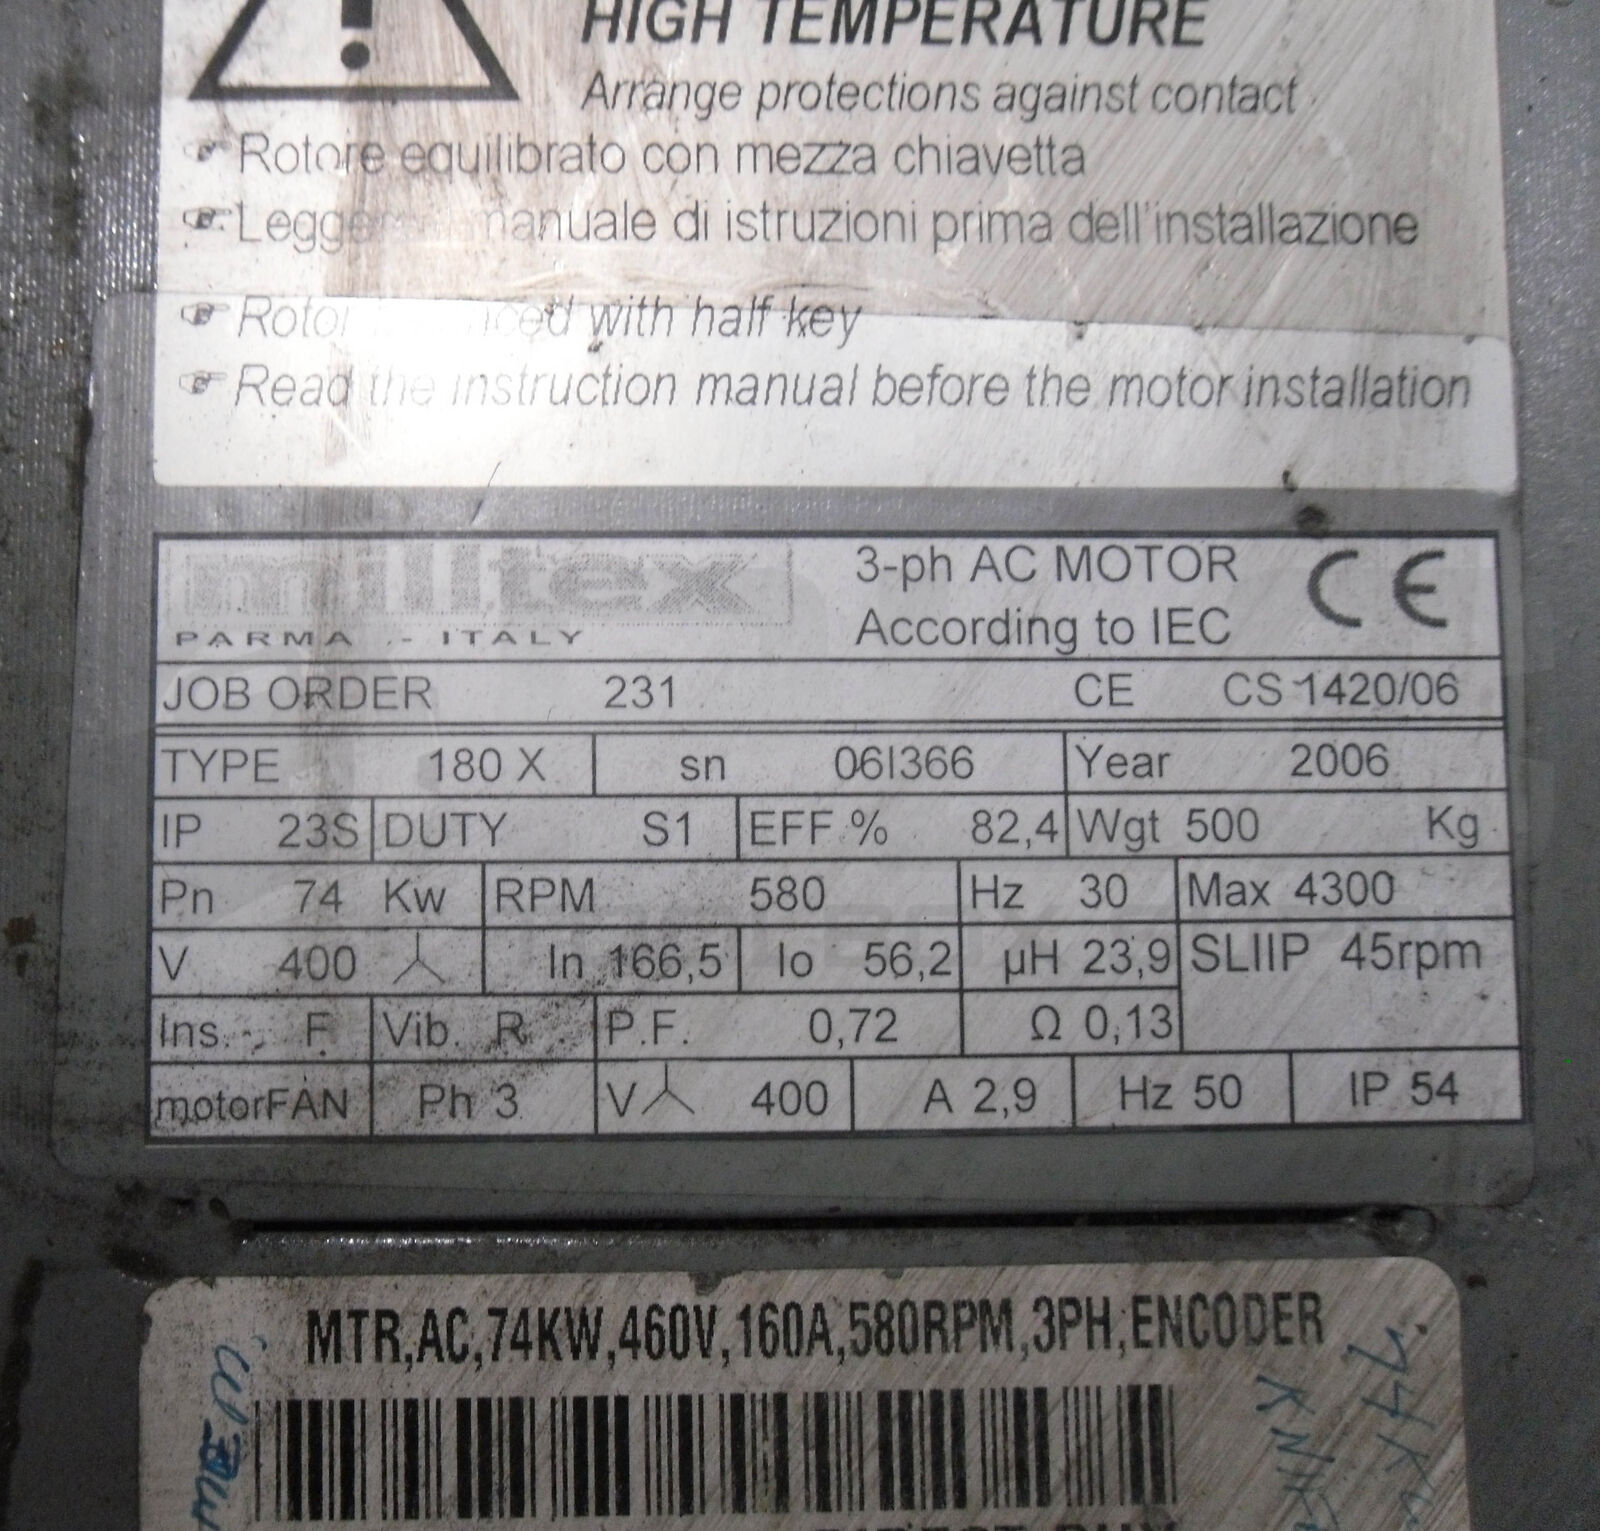 HIGH TEMPERATURE
Arrange protections against contact
Rotore equilibrato con mezza chiavetta
manuale di istruzioni prima dell'installazione
with half key
Read the instruction manual before the motor installation
milltex
PARMA - ITALY
3-ph AC MOTOR
According to IEC
CE
JOB ORDER 231 CE CS 1420/06
TYPE 180 X sn 06I366 Year 2006
IP 23S DUTY S1 EFF % 82,4 Wgt 500 Kg
Pn 74 Kw RPM 580 Hz 30 Max 4300
V 400 In 166,5 Io 56,2 µH 23,9 SLIIP 45rpm
Ins. F Vib. R P.F. 0,72 Ω 0,13
motorFAN Ph 3 V 400 A 2,9 Hz 50 IP 54
MTR,AC,74KW,460V,160A,580RPM,3PH,ENCODER